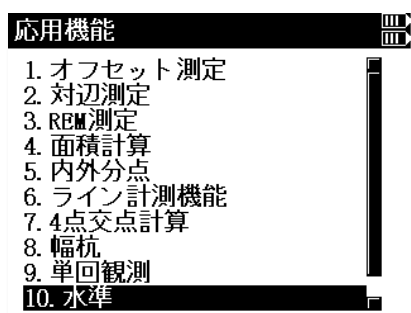 応用機能
1. オフセット測定
2. 対辺測定
3. REM測定
4. 面積計算
5. 内外分点
6. ライン計測機能
7. 4点交点計算
8. 幅杭
9. 単回観測
10. 水準